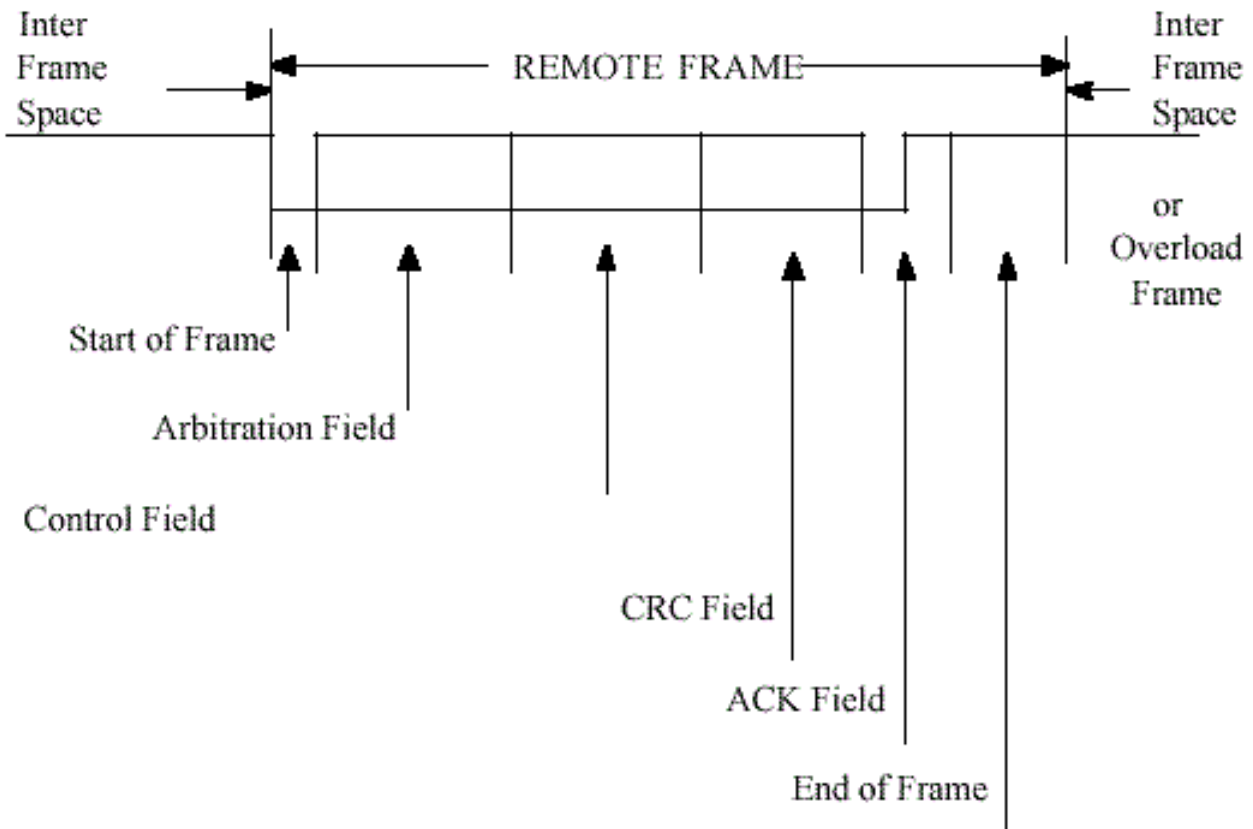 Inter
Frame
Space
REMOTE FRAME
Inter
Frame
Space
or
Overload
Frame
Start of Frame
Arbitration Field
Control Field
CRC Field
ACK Field
End of Frame